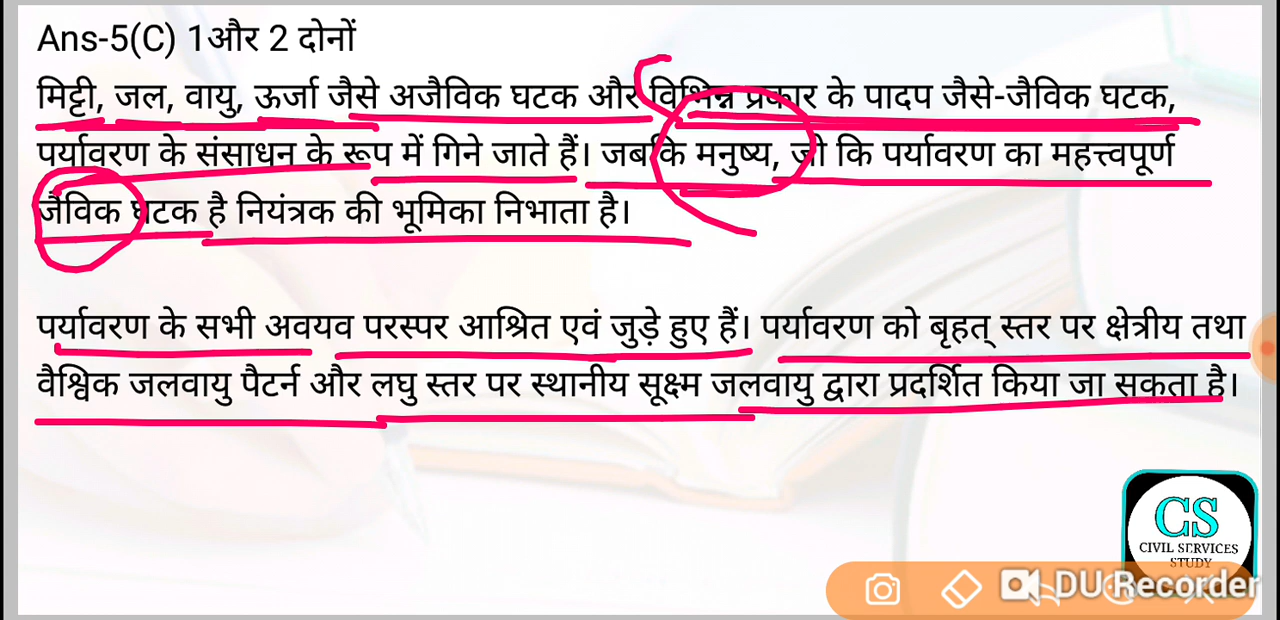 Ans-5(C) 1और 2 दोनों
मिट्टी, जल, वायु, ऊर्जा जैसे अजैविक घटक और विभिन्न प्रकार के पादप जैसे-जैविक घटक,
पर्यावरण के संसाधन के रूप में गिने जाते हैं। जबकि मनुष्य, जो कि पर्यावरण का महत्त्वपूर्ण
जैविक घटक है नियंत्रक की भूमिका निभाता है।
पर्यावरण के सभी अवयव परस्पर आश्रित एवं जुड़े हुए हैं। पर्यावरण को बृहत् स्तर पर क्षेत्रीय तथा
वैश्विक जलवायु पैटर्न और लघु स्तर पर स्थानीय सूक्ष्म जलवायु द्वारा प्रदर्शित किया जा सकता है।
CS
CIVIL SERVICES
STUDY
DU Recorder